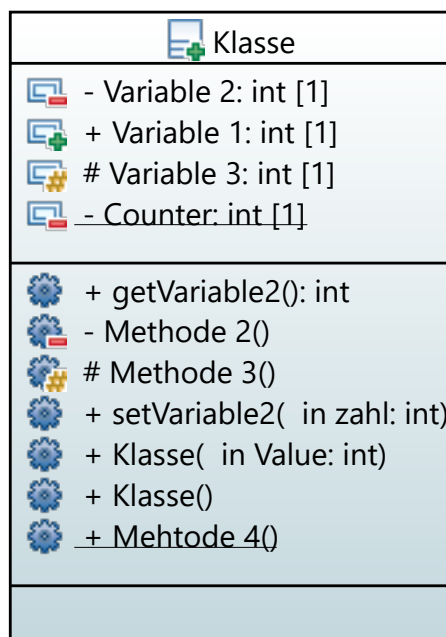 Klasse
- Variable 2: int [1]
+ Variable 1: int [1]
# Variable 3: int [1]
- Counter: int [1]
+ getVariable2(): int
- Methode 2()
# Methode 3()
+ setVariable2(  in zahl: int)
+ Klasse(  in Value: int)
+ Klasse()
+ Mehtode 4()